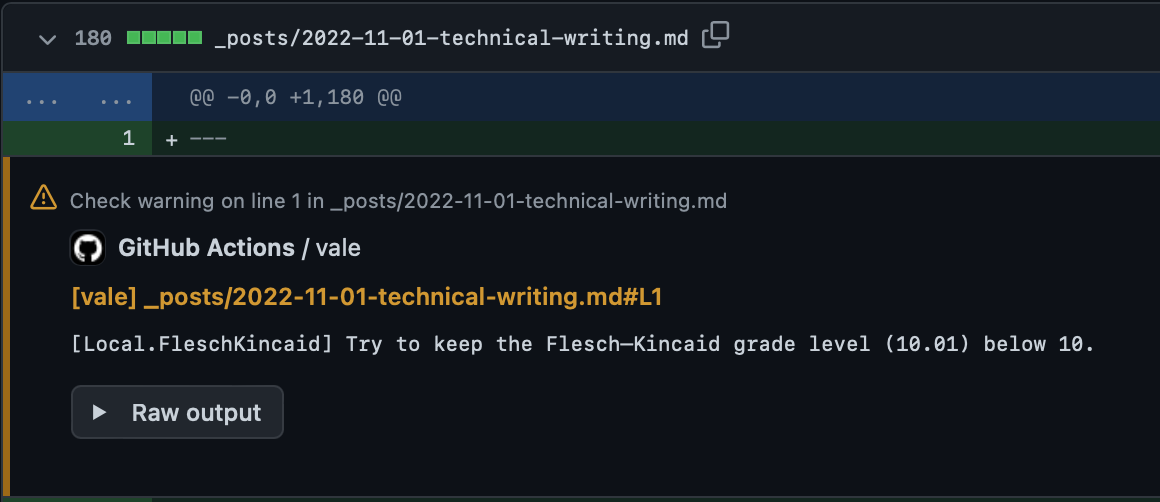 180 _posts/2022-11-01-technical-writing.md
... ... @@ -0,0 +1,180 @@
1 + ---
Check warning on line 1 in _posts/2022-11-01-technical-writing.md
GitHub Actions / vale
[vale] _posts/2022-11-01-technical-writing.md#L1
[Local.FleschKincaid] Try to keep the Flesch–Kincaid grade level (10.01) below 10.
Raw output